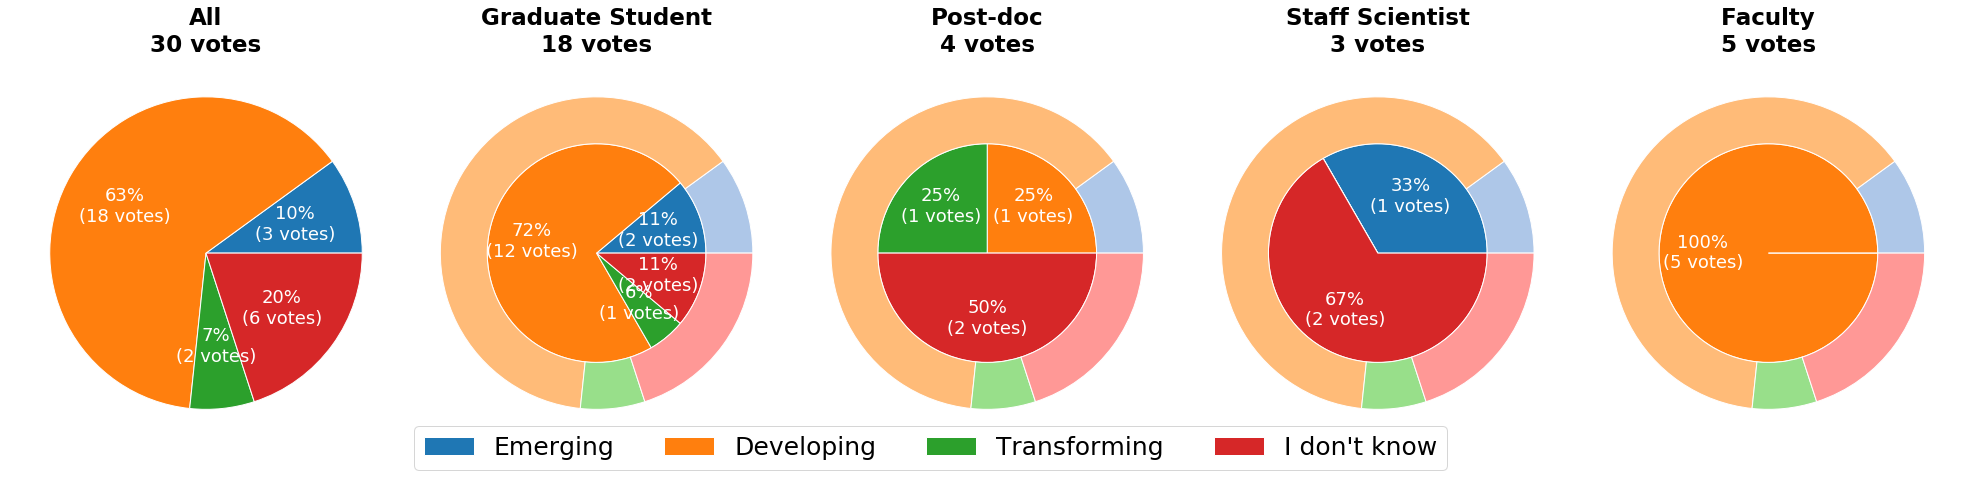 All
30 votes
63%
(18 votes)
10%
(3 votes)
20%
(6 votes)
7%
(2 votes)
Graduate Student
18 votes
72%
(12 votes)
11%
(2 votes)
11%
(2 votes)
6%
(1 votes)
Post-doc
4 votes
25%
(1 votes)
25%
(1 votes)
50%
(2 votes)
Staff Scientist
3 votes
33%
(1 votes)
67%
(2 votes)
Faculty
5 votes
100%
(5 votes)
Emerging
Developing
Transforming
I don't know